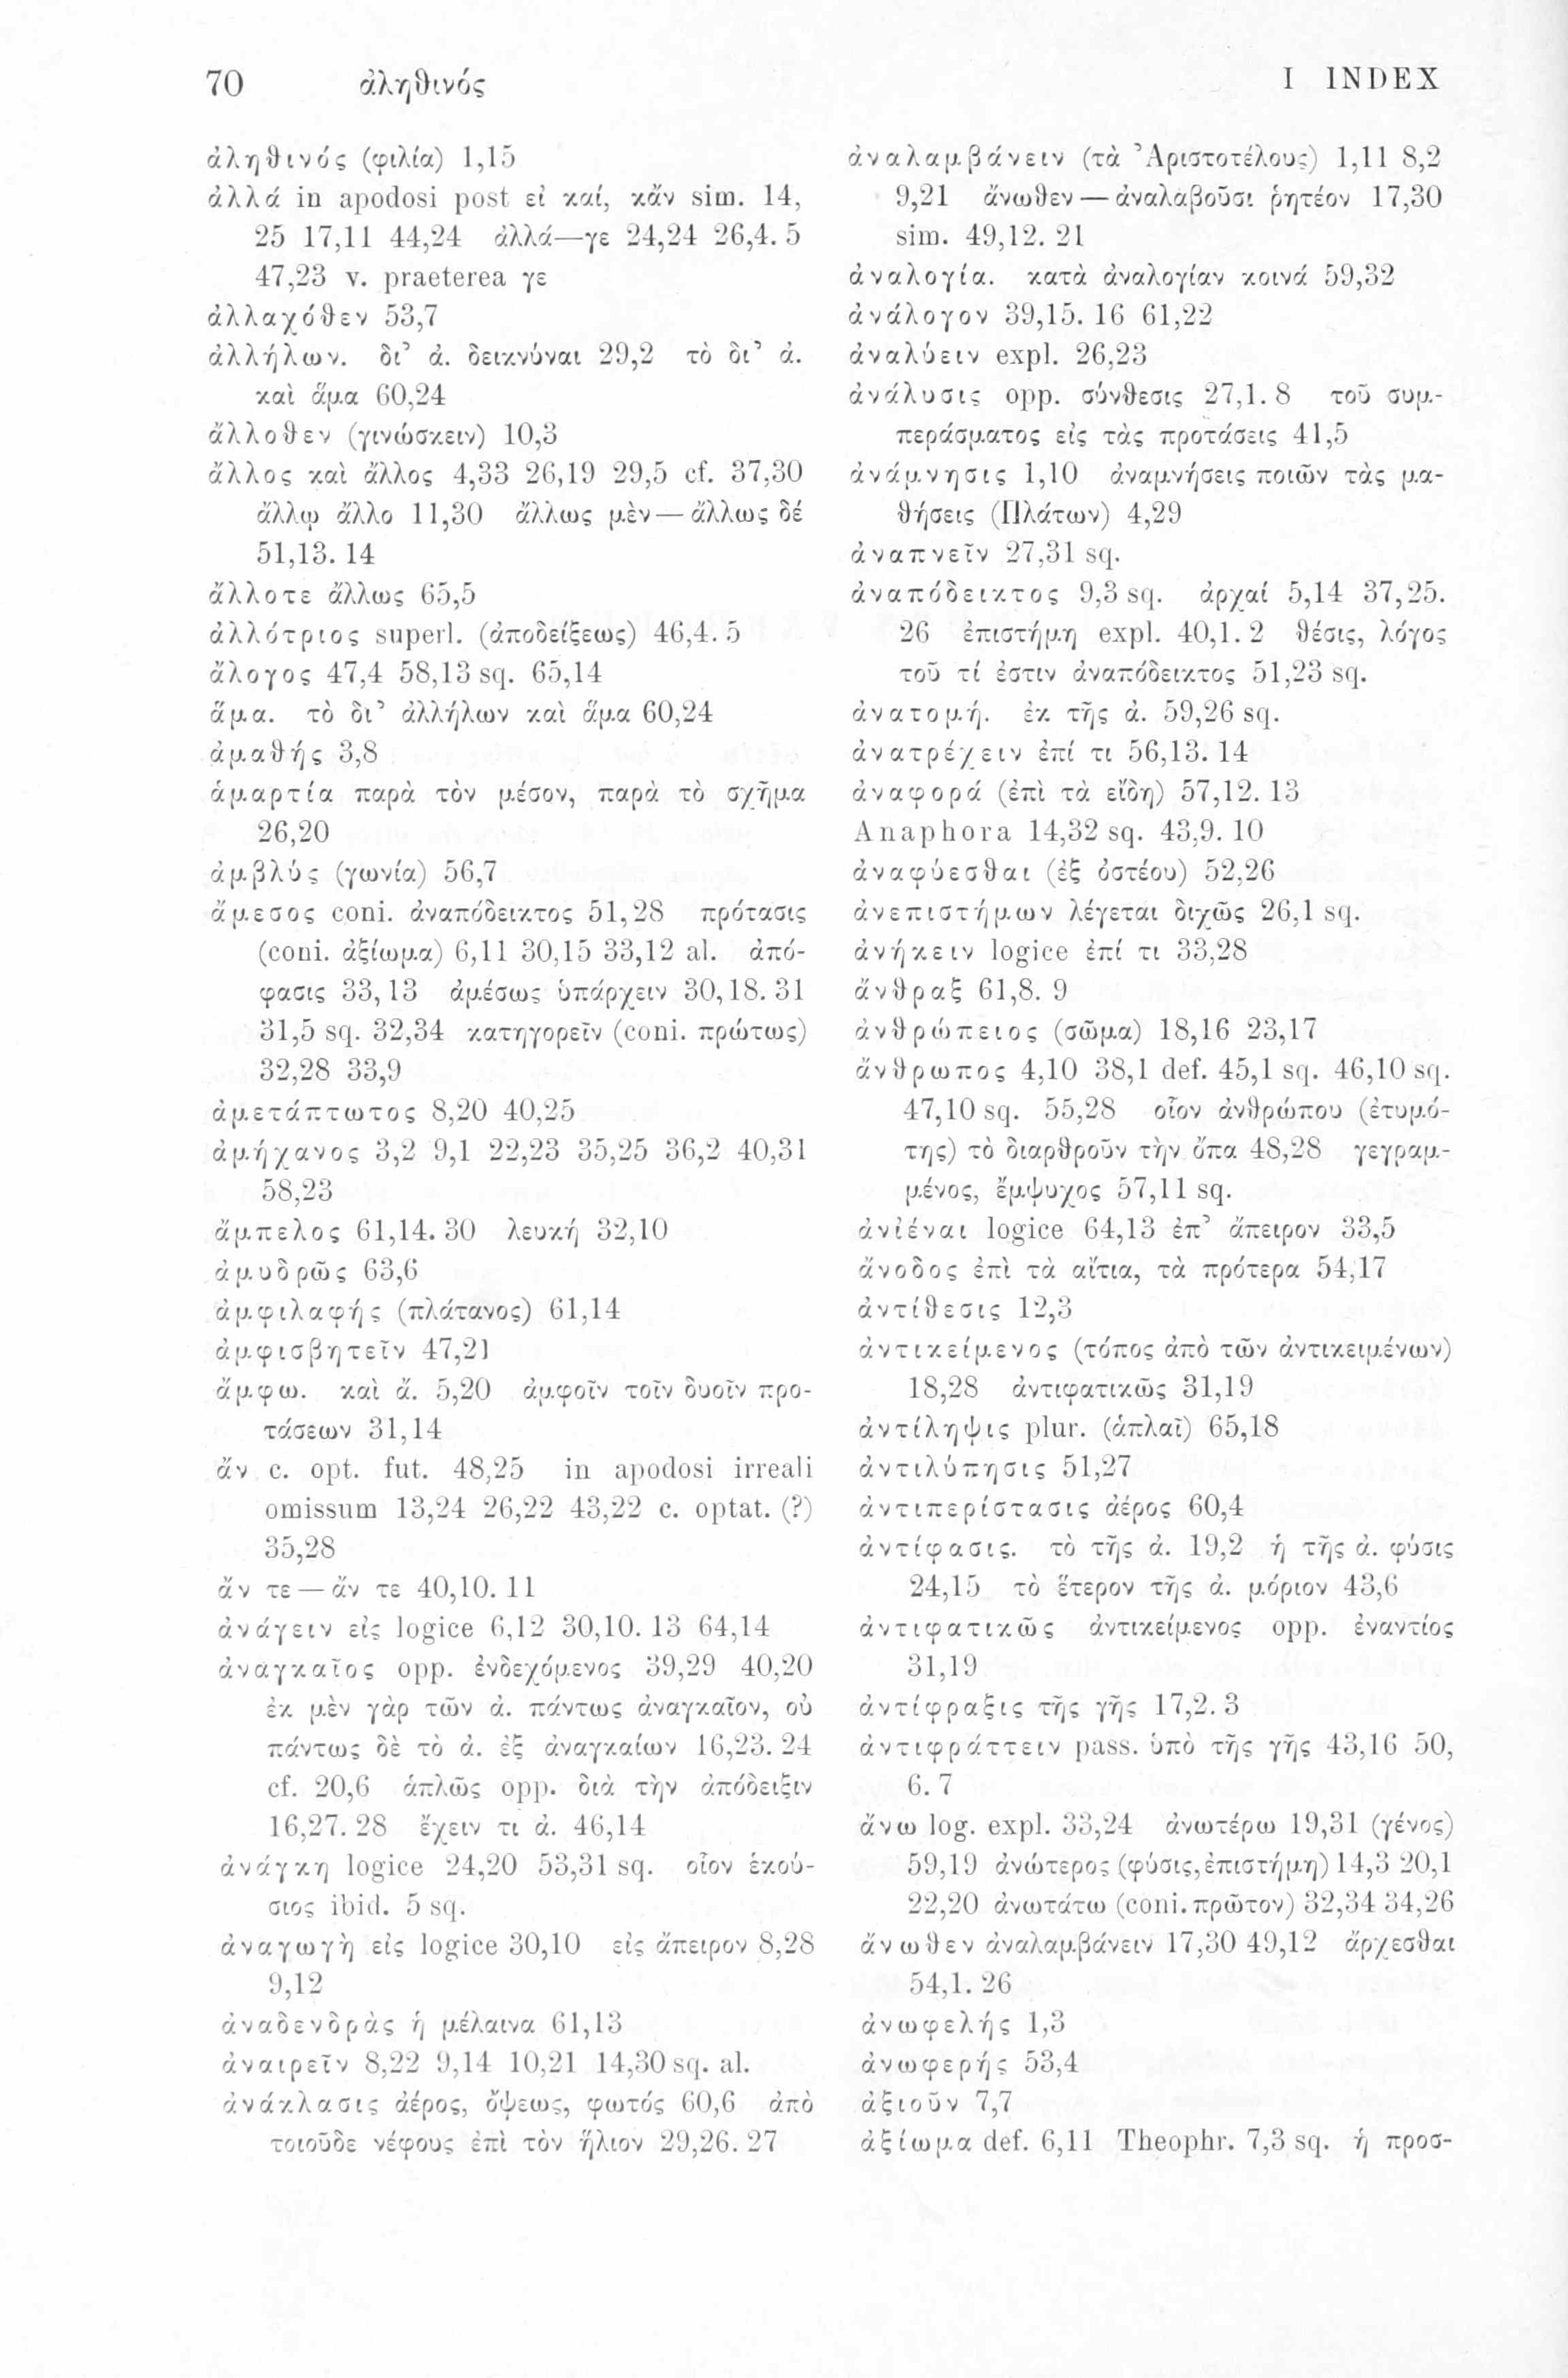 70 ἀληθινός I INDEX
ἀληθινός (φιλία) 1,15
ἀλλά in apodosi post εἰ καί, κἄν sim. 14,
25 17,11 44,24 ἀλλά—γε 24,24 26,4. 5
47,23 v. praeterea γε
ἀλλαχόθεν 53,7
ἀλλήλων. δι’ ἀ. δεικνύναι 29,2 τὸ δι’ ἀ.
καὶ ἅμα 60,24
ἄλλοθεν (γινώσκειν) 10,3
ἄλλος καὶ ἄλλος 4,33 26,19 29,5 cf. 37,30
ἄλλῳ ἄλλο 11,30 ἄλλως μὲν—ἄλλως δέ
51,13. 14
ἄλλοτε ἄλλως 65,5
ἀλλότριος superl. (ἀποδείξεως) 46,4. 5
ἄλογος 47,4 58,13 sq. 65,14
ἅμα. τὸ δι’ ἀλλήλων καὶ ἅμα 60,24
ἀμαθής 3,8
ἁμαρτία παρὰ τὸν μέσον, παρὰ τὸ σχῆμα
26,20
ἀμβλύς (γωνία) 56,7
ἄμεσος coni. ἀναπόδεικτος 51,28 πρότασις
(coni. ἀξίωμα) 6,11 30,15 33,12 al. ἀπό-
φασις 33,13 ἀμέσως ὑπάρχειν 30,18. 31
31,5 sq. 32,34 κατηγορεῖν (coni. πρώτως)
32,28 33,9
ἀμετάπτωτος 8,20 40,25
ἀμήχανος 3,2 9,1 22,23 35,25 36,2 40,31
58,23
ἄμπελος 61,14. 30 λευκή 32,10
ἀμυδρῶς 63,6
ἀμφιλαφής (πλάτανος) 61,14
ἀμφισβητεῖν 47,21
ἄμφω. καὶ ἄ. 5,20 ἀμφοῖν τοῖν δυοῖν προ-
τάσεων 31,14
ἄν c. opt. fut. 48,25 in apodosi irreali
omissum 13,24 26,22 43,22 c. optat. (?)
35,28
ἄν τε—ἄν τε 40,10. 11
ἀνάγειν εἰς logice 6,12 30,10. 13 64,14
ἀναγκαῖος opp. ἐνδεχόμενος 39,29 40,20
ἐκ μὲν γὰρ τῶν ἀ. πάντως ἀναγκαῖον, οὐ
πάντως δὲ τὸ ἀ. ἐξ ἀναγκαίων 16,23. 24
cf. 20,6 ἁπλῶς opp. διὰ τὴν ἀπόδειξιν
16,27. 28 ἔχειν τι ἀ. 46,14
ἀνάγκη logice 24,20 53,31 sq. οἷον ἑκού-
σιος ibid. 5 sq.
ἀναγωγὴ εἰς logice 30,10 εἰς ἄπειρον 8,28
9,12
ἀναδενδρὰς ἡ μέλαινα 61,13
ἀναιρεῖν 8,22 9,14 10,21 14,30 sq. al.
ἀνάκλασις ἀέρος, ὄψεως, φωτός 60,6 ἀπὸ
τοιοῦδε νέφους ἐπὶ τὸν ἥλιον 29,26. 27
ἀναλαμβάνειν (τὰ Ἀριστοτέλους) 1,11 8,2
9,21 ἄνωθεν—ἀναλαβοῦσι ῥητέον 17,30
sim. 49,12. 21
ἀναλογία. κατὰ ἀναλογίαν κοινά 59,32
ἀνάλογον 39,15. 16 61,22
ἀναλύειν expl. 26,23
ἀνάλυσις opp. σύνθεσις 27,1. 8 τοῦ συμ-
περάσματος εἰς τὰς προτάσεις 41,5
ἀνάμνησις 1,10 ἀναμνήσεις ποιῶν τὰς μα-
θήσεις (Πλάτων) 4,29
ἀναπνεῖν 27,31 sq.
ἀναπόδεικτος 9,3 sq. ἀρχαί 5,14 37,25.
26 ἐπιστήμη expl. 40,1. 2 θέσις, λόγος
τοῦ τί ἐστιν ἀναπόδεικτος 51,23 sq.
ἀνατομή. ἐκ τῆς ἀ. 59,26 sq.
ἀνατρέχειν ἐπί τι 56,13. 14
ἀναφορά (ἐπὶ τὰ εἴδη) 57,12. 13
Anaphora 14,32 sq. 43,9. 10
ἀναφύεσθαι (ἐξ ὀστέου) 52,26
ἀνεπιστήμων λέγεται διχῶς 26,1 sq.
ἀνήκειν logice ἐπί τι 33,28
ἄνθραξ 61,8. 9
ἀνθρώπειος (σῶμα) 18,16 23,17
ἄνθρωπος 4,10 38,1 def. 45,1 sq. 46,10 sq.
47,10 sq. 55,28 οἷον ἀνθρώπου (ἐτυμό-
της) τὸ διαρθροῦν τὴν ὄπα 48,28 γεγραμ-
μένος, ἔμψυχος 57,11 sq.
ἀνιέναι logice 64,13 ἐπ’ ἄπειρον 33,5
ἄνοδος ἐπὶ τὰ αἴτια, τὰ πρότερα 54,17
ἀντίθεσις 12,3
ἀντικείμενος (τόπος ἀπὸ τῶν ἀντικειμένων)
18,28 ἀντιφατικῶς 31,19
ἀντίληψις plur. (ἁπλαῖ) 65,18
ἀντιλύπησις 51,27
ἀντιπερίστασις ἀέρος 60,4
ἀντίφασις. τὸ τῆς ἀ. 19,2 ἡ τῆς ἀ. φύσις
24,15 τὸ ἕτερον τῆς ἀ. μόριον 43,6
ἀντιφατικῶς ἀντικείμενος opp. ἐναντίος
31,19
ἀντίφραξις τῆς γῆς 17,2. 3
ἀντιφράττειν pass. ὑπὸ τῆς γῆς 43,16 50,
6. 7
ἄνω log. expl. 33,24 ἀνωτέρω 19,31 (γένος)
59,19 ἀνώτερος (φύσις, ἐπιστήμη) 14,3 20,1
22,20 ἀνωτάτω (coni. πρῶτον) 32,34 34,26
ἄνωθεν ἀναλαμβάνειν 17,30 49,12 ἄρχεσθαι
54,1. 26
ἀνωφελής 1,3
ἀνωφερής 53,4
ἀξιοῦν 7,7
ἀξίωμα def. 6,11 Theophr. 7,3 sq. ἡ προσ-